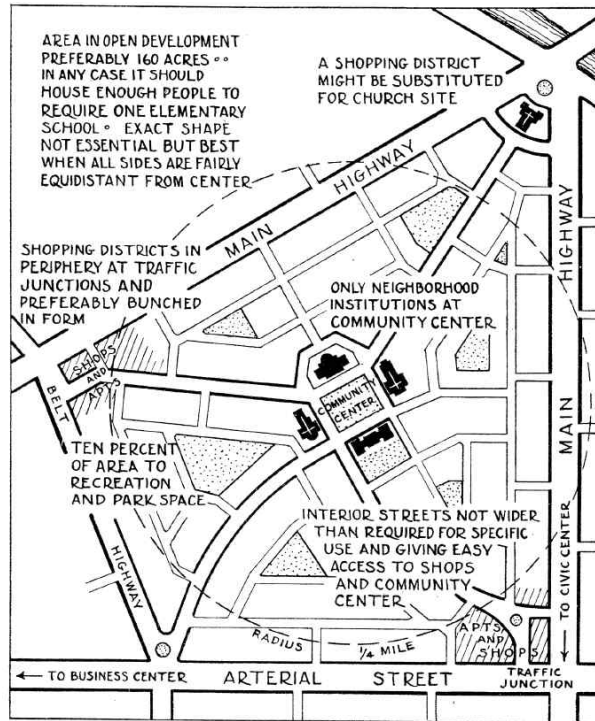 AREA IN OPEN DEVELOPMENT
PREFERABLY 160 ACRES ∘∘
IN ANY CASE IT SHOULD
HOUSE ENOUGH PEOPLE TO
REQUIRE ONE ELEMENTARY
SCHOOL ∘ EXACT SHAPE
NOT ESSENTIAL BUT BEST
WHEN ALL SIDES ARE FAIRLY
EQUIDISTANT FROM CENTER
A SHOPPING DISTRICT
MIGHT BE SUBSTITUTED
FOR CHURCH SITE
MAIN HIGHWAY
HIGHWAY
MAIN
SHOPPING DISTRICTS IN
PERIPHERY AT TRAFFIC
JUNCTIONS AND
PREFERABLY BUNCHED
IN FORM
ONLY NEIGHBORHOOD
INSTITUTIONS AT
COMMUNITY CENTER
SHOPS
AND
APTS
BELT
HIGHWAY
COMMUNITY
CENTER
TEN PERCENT
OF AREA TO
RECREATION
AND PARK SPACE
INTERIOR STREETS NOT WIDER
THAN REQUIRED FOR SPECIFIC
USE AND GIVING EASY
ACCESS TO SHOPS
AND COMMUNITY
CENTER
TO CIVIC CENTER
RADIUS 1/4 MILE
APTS
AND
SHOPS
TRAFFIC
JUNCTION
TO BUSINESS CENTER
ARTERIAL STREET